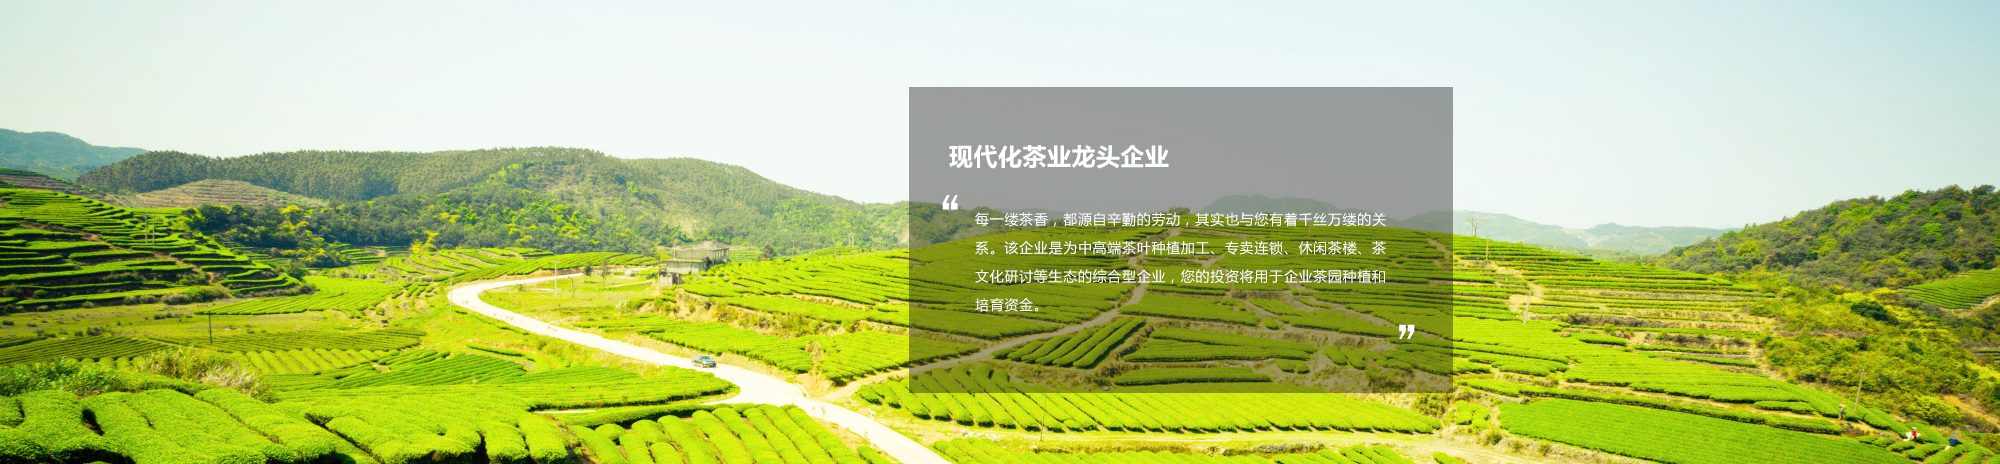 现代化茶业龙头企业
❝
每一缕茶香，都源自辛勤的劳动，其实也与您有着千丝万缕的关
系。该企业是为中高端茶叶种植加工、专卖连锁、休闲茶楼、茶
文化研讨等生态的综合型企业，您的投资将用于企业茶园种植和
培育资金。
❞